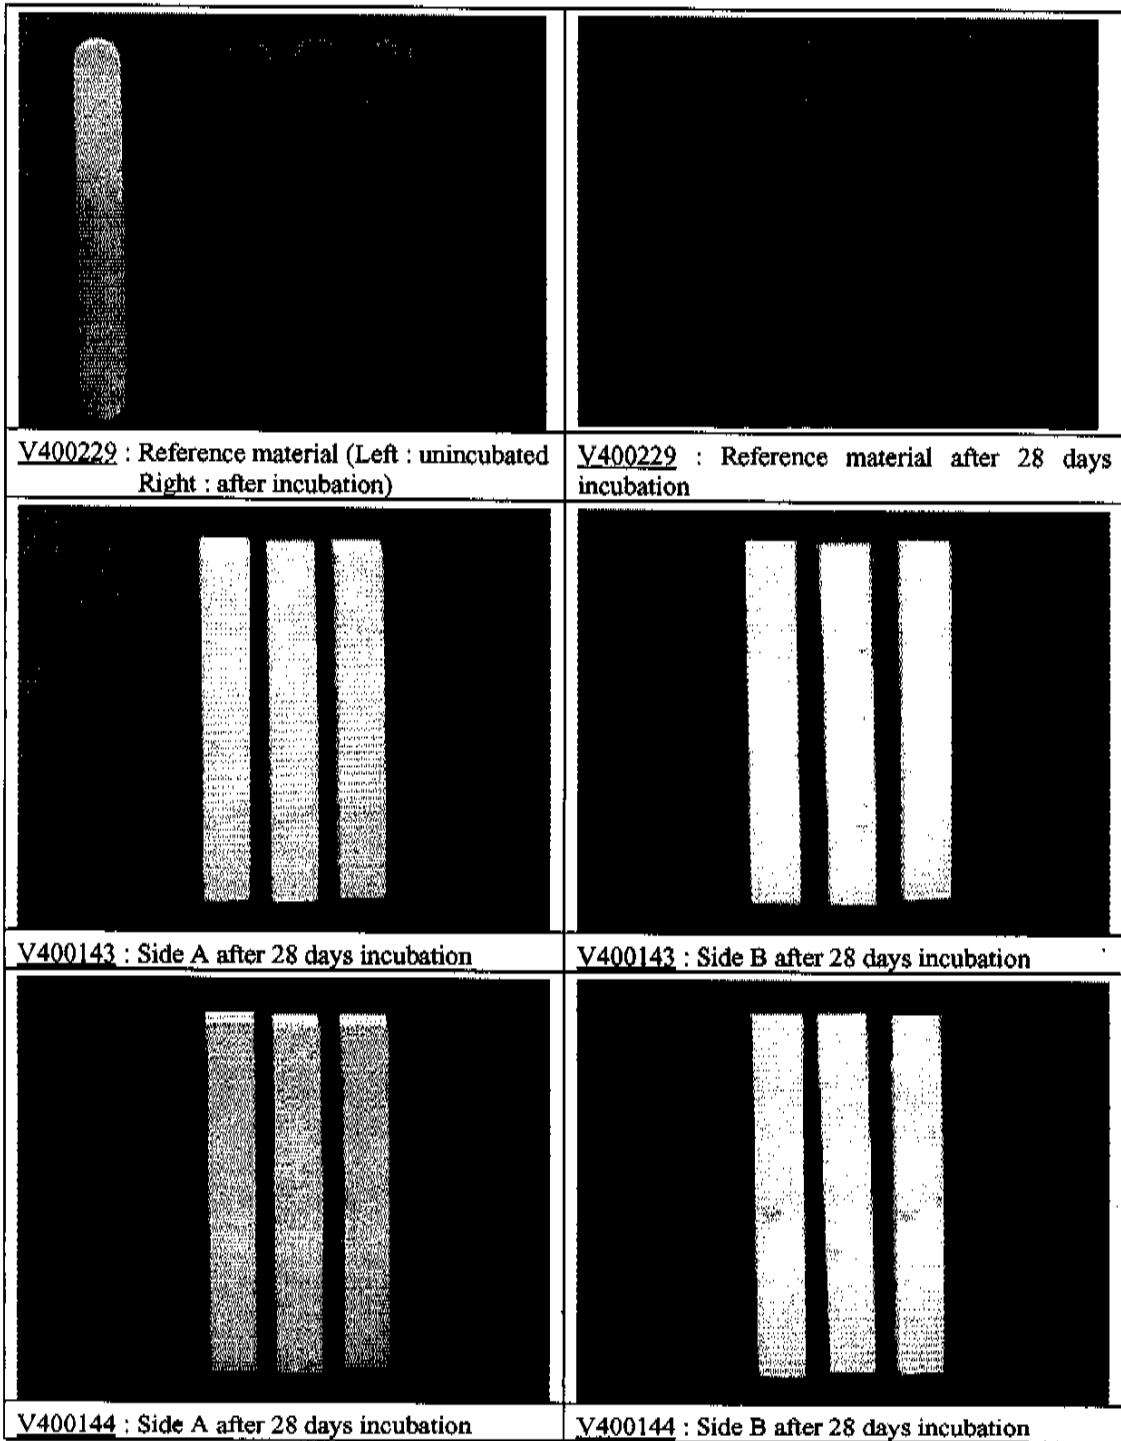 V400229 : Reference material (Left : unincubated
Right : after incubation)
V400229 : Reference material after 28 days
incubation
V400143 : Side A after 28 days incubation
V400143 : Side B after 28 days incubation
V400144 : Side A after 28 days incubation
V400144 : Side B after 28 days incubation